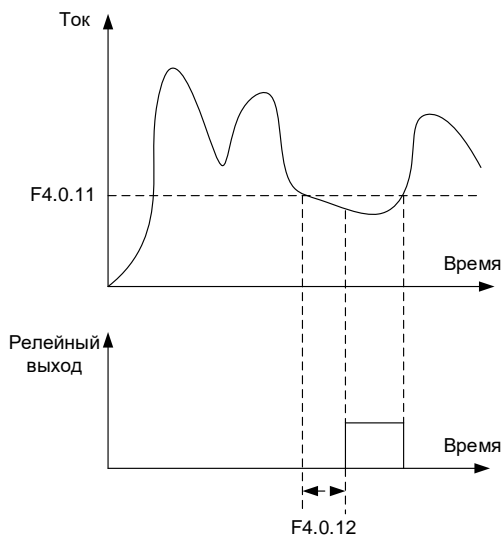 Ток
F4.0.11
Время
Релейный
выход
Время
F4.0.12